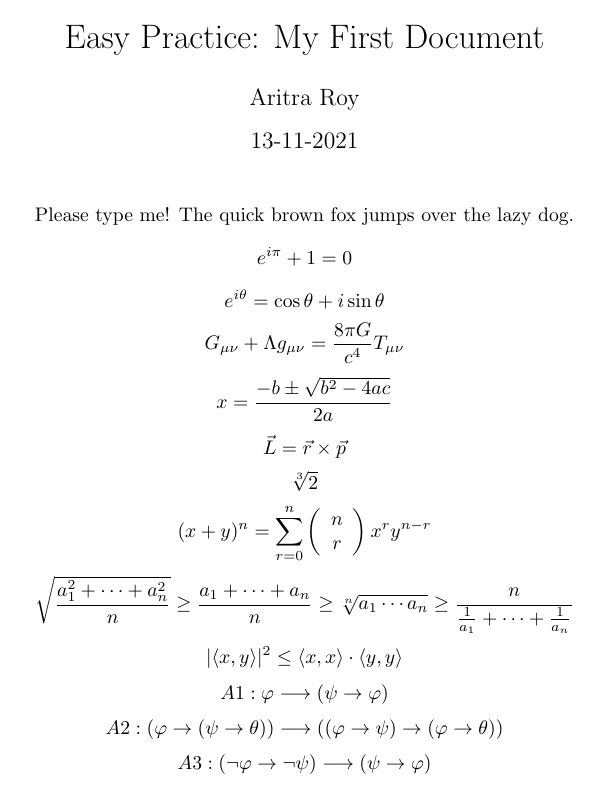 Easy Practice: My First Document
Aritra Roy
13-11-2021
Please type me! The quick brown fox jumps over the lazy dog.
$e^{i\pi} + 1 = 0$
$e^{i\theta} = \cos\theta + i\sin\theta$
$G_{\mu\nu} + \Lambda g_{\mu\nu} = \frac{8\pi G}{c^4} T_{\mu\nu}$
$x = \frac{-b \pm \sqrt{b^2 - 4ac}}{2a}$
$\vec{L} = \vec{r} \times \vec{p}$
$\sqrt[3]{2}$
$(x + y)^n = \sum_{r=0}^{n} \left( \begin{array}{c} n \\ r \end{array} \right) x^r y^{n-r}$
$\sqrt{\frac{a_1^2 + \cdots + a_n^2}{n}} \geq \frac{a_1 + \cdots + a_n}{n} \geq \sqrt[n]{a_1 \cdots a_n} \geq \frac{n}{\frac{1}{a_1} + \cdots + \frac{1}{a_n}}$
$|\langle x, y \rangle|^2 \leq \langle x, x \rangle \cdot \langle y, y \rangle$
$A1 : \varphi \longrightarrow (\psi \rightarrow \varphi)$
$A2 : (\varphi \rightarrow (\psi \rightarrow \theta)) \longrightarrow ((\varphi \rightarrow \psi) \rightarrow (\varphi \rightarrow \theta))$
$A3 : (\neg\varphi \rightarrow \neg\psi) \longrightarrow (\psi \rightarrow \varphi)$